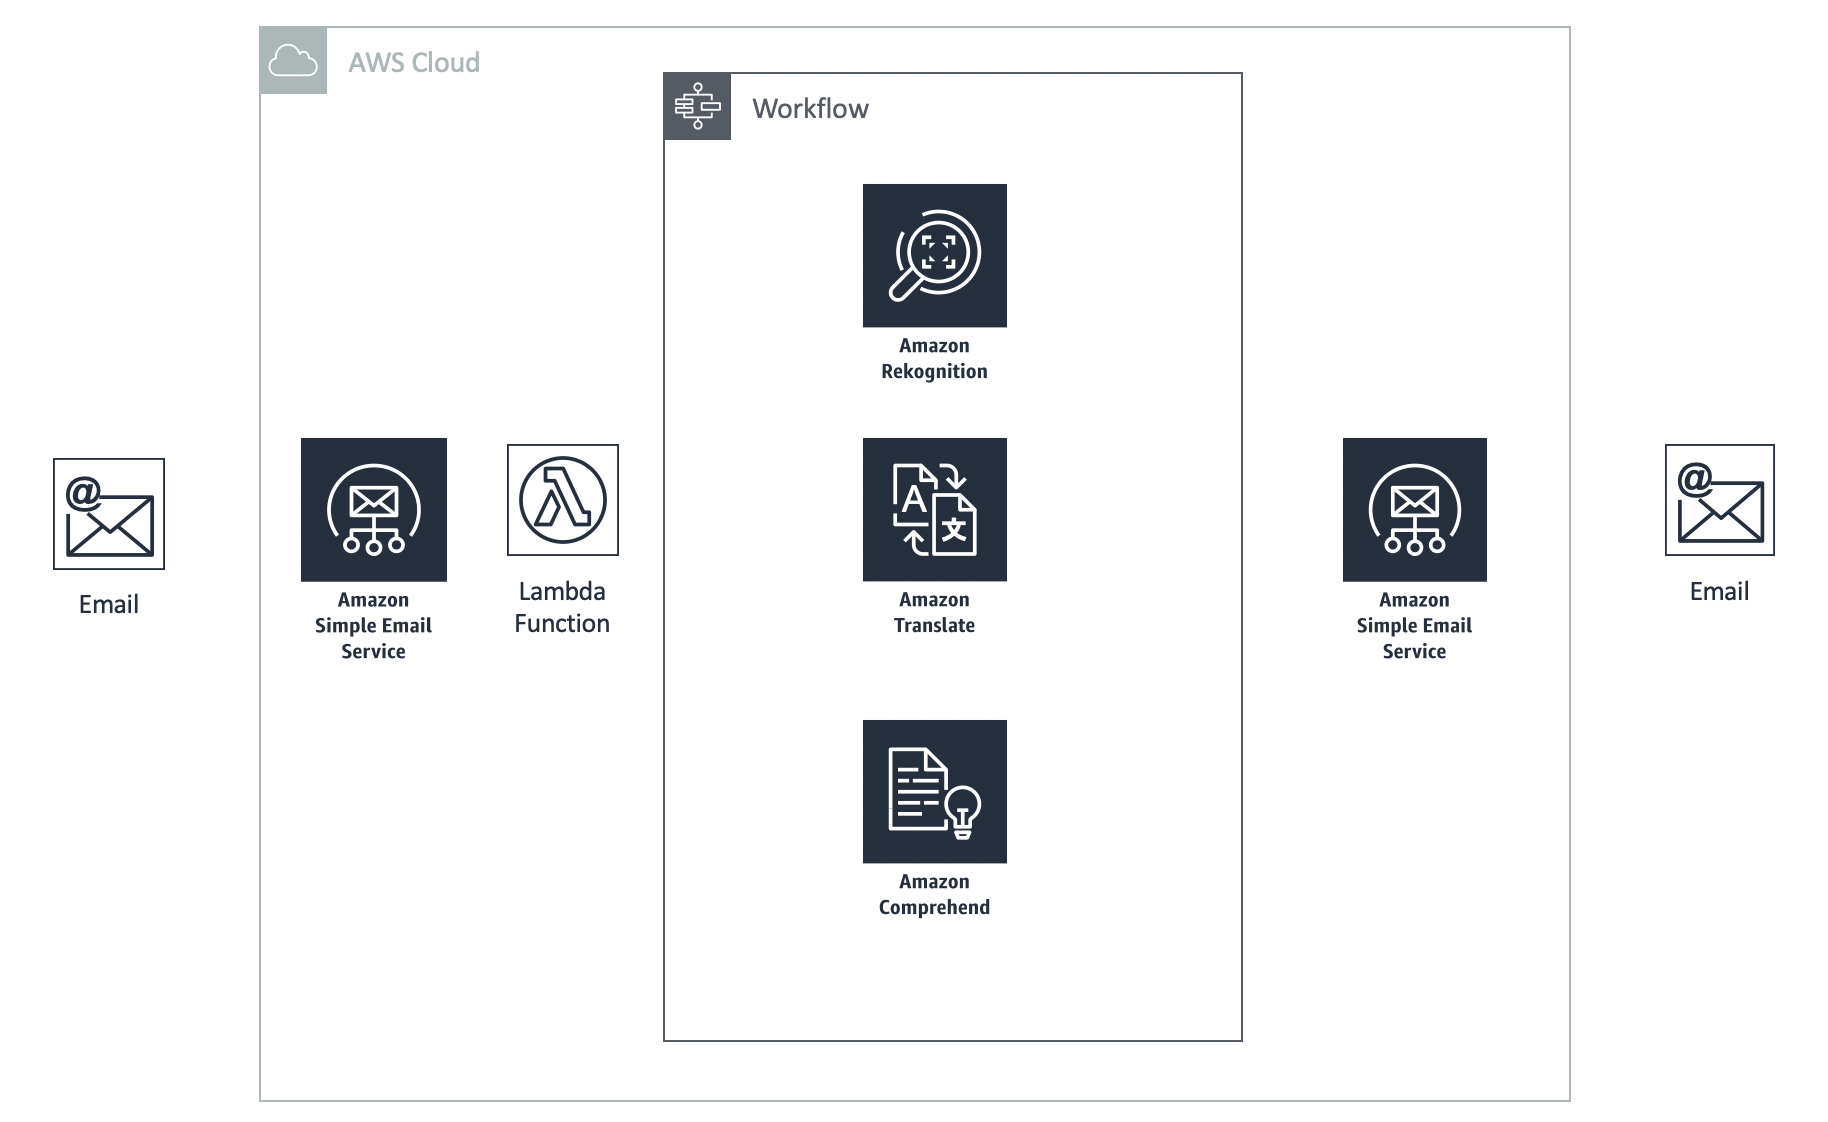 AWS Cloud
Workflow
Amazon
Rekognition
@
Email
Amazon
Simple Email
Service
Lambda
Function
A
文
Amazon
Translate
Amazon
Simple Email
Service
@
Email
Amazon
Comprehend